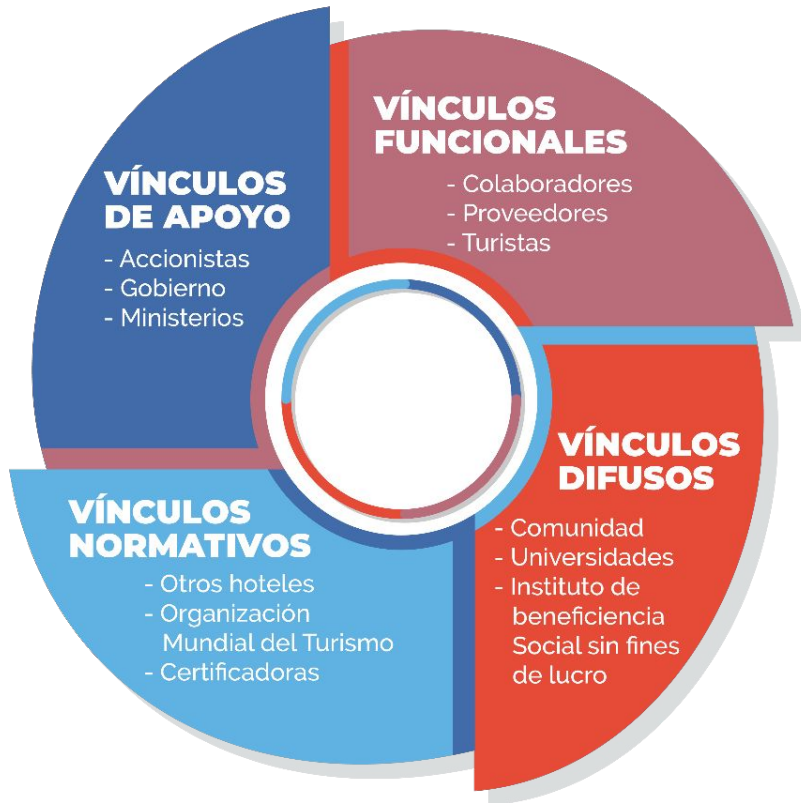 VÍNCULOS
DE APOYO
- Accionistas
- Gobierno
- Ministerios
VÍNCULOS
FUNCIONALES
- Colaboradores
- Proveedores
- Turistas
VÍNCULOS
DIFUSOS
- Comunidad
- Universidades
- Instituto de
beneficiencia
Social sin fines
de lucro
VÍNCULOS
NORMATIVOS
- Otros hoteles
- Organización
Mundial del Turismo
- Certificadoras